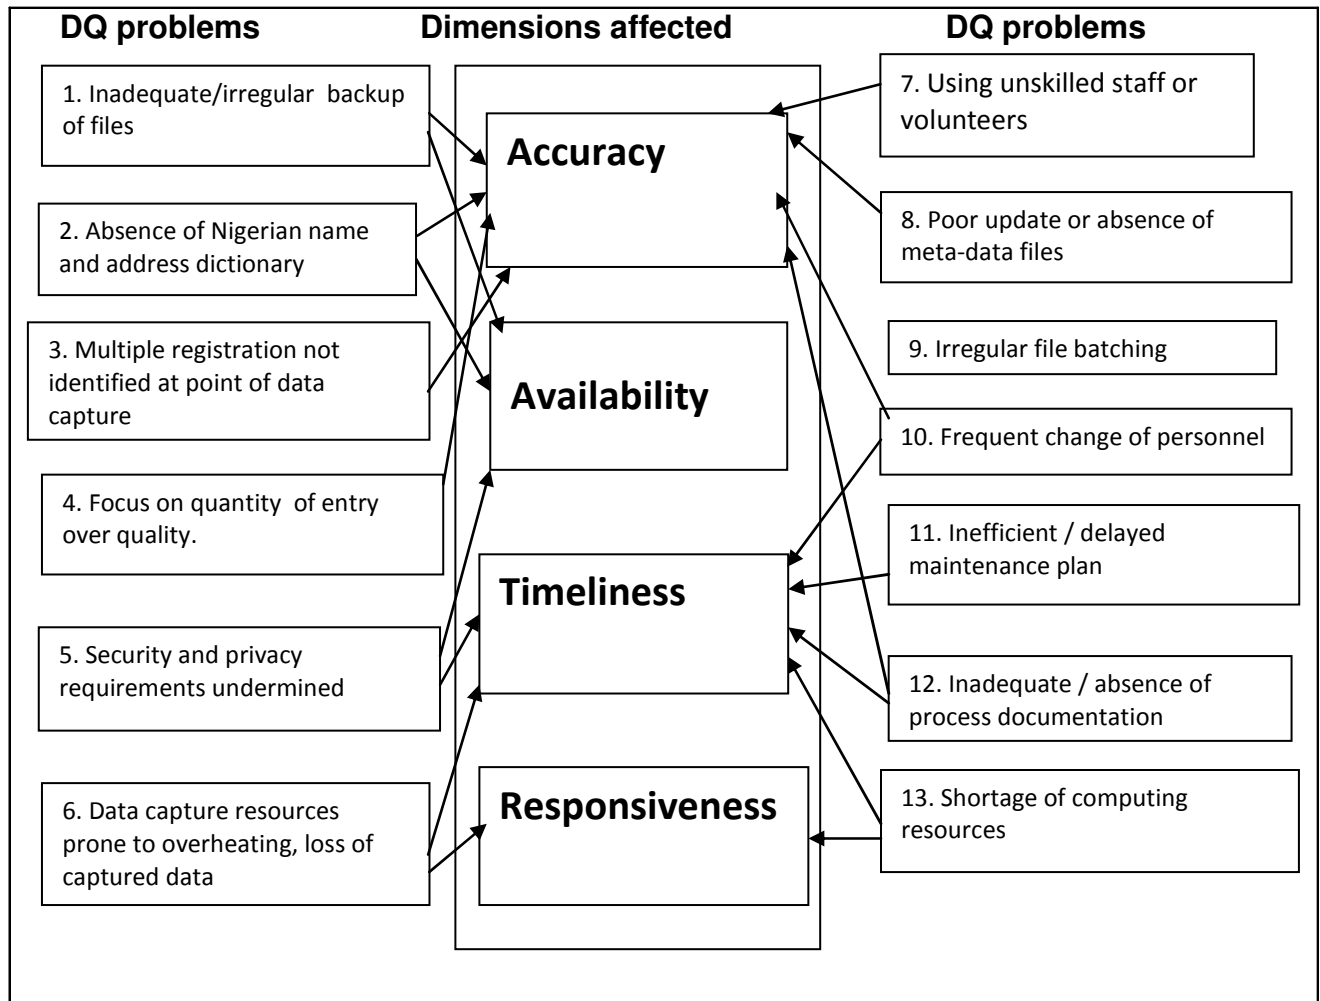 DQ problems
Dimensions affected
DQ problems
1. Inadequate/irregular backup
of files
2. Absence of Nigerian name
and address dictionary
3. Multiple registration not
identified at point of data
capture
4. Focus on quantity of entry
over quality.
5. Security and privacy
requirements undermined
6. Data capture resources
prone to overheating, loss of
captured data
Accuracy
Availability
Timeliness
Responsiveness
7. Using unskilled staff or
volunteers
8. Poor update or absence of
meta-data files
9. Irregular file batching
10. Frequent change of personnel
11. Inefficient / delayed
maintenance plan
12. Inadequate / absence of
process documentation
13. Shortage of computing
resources